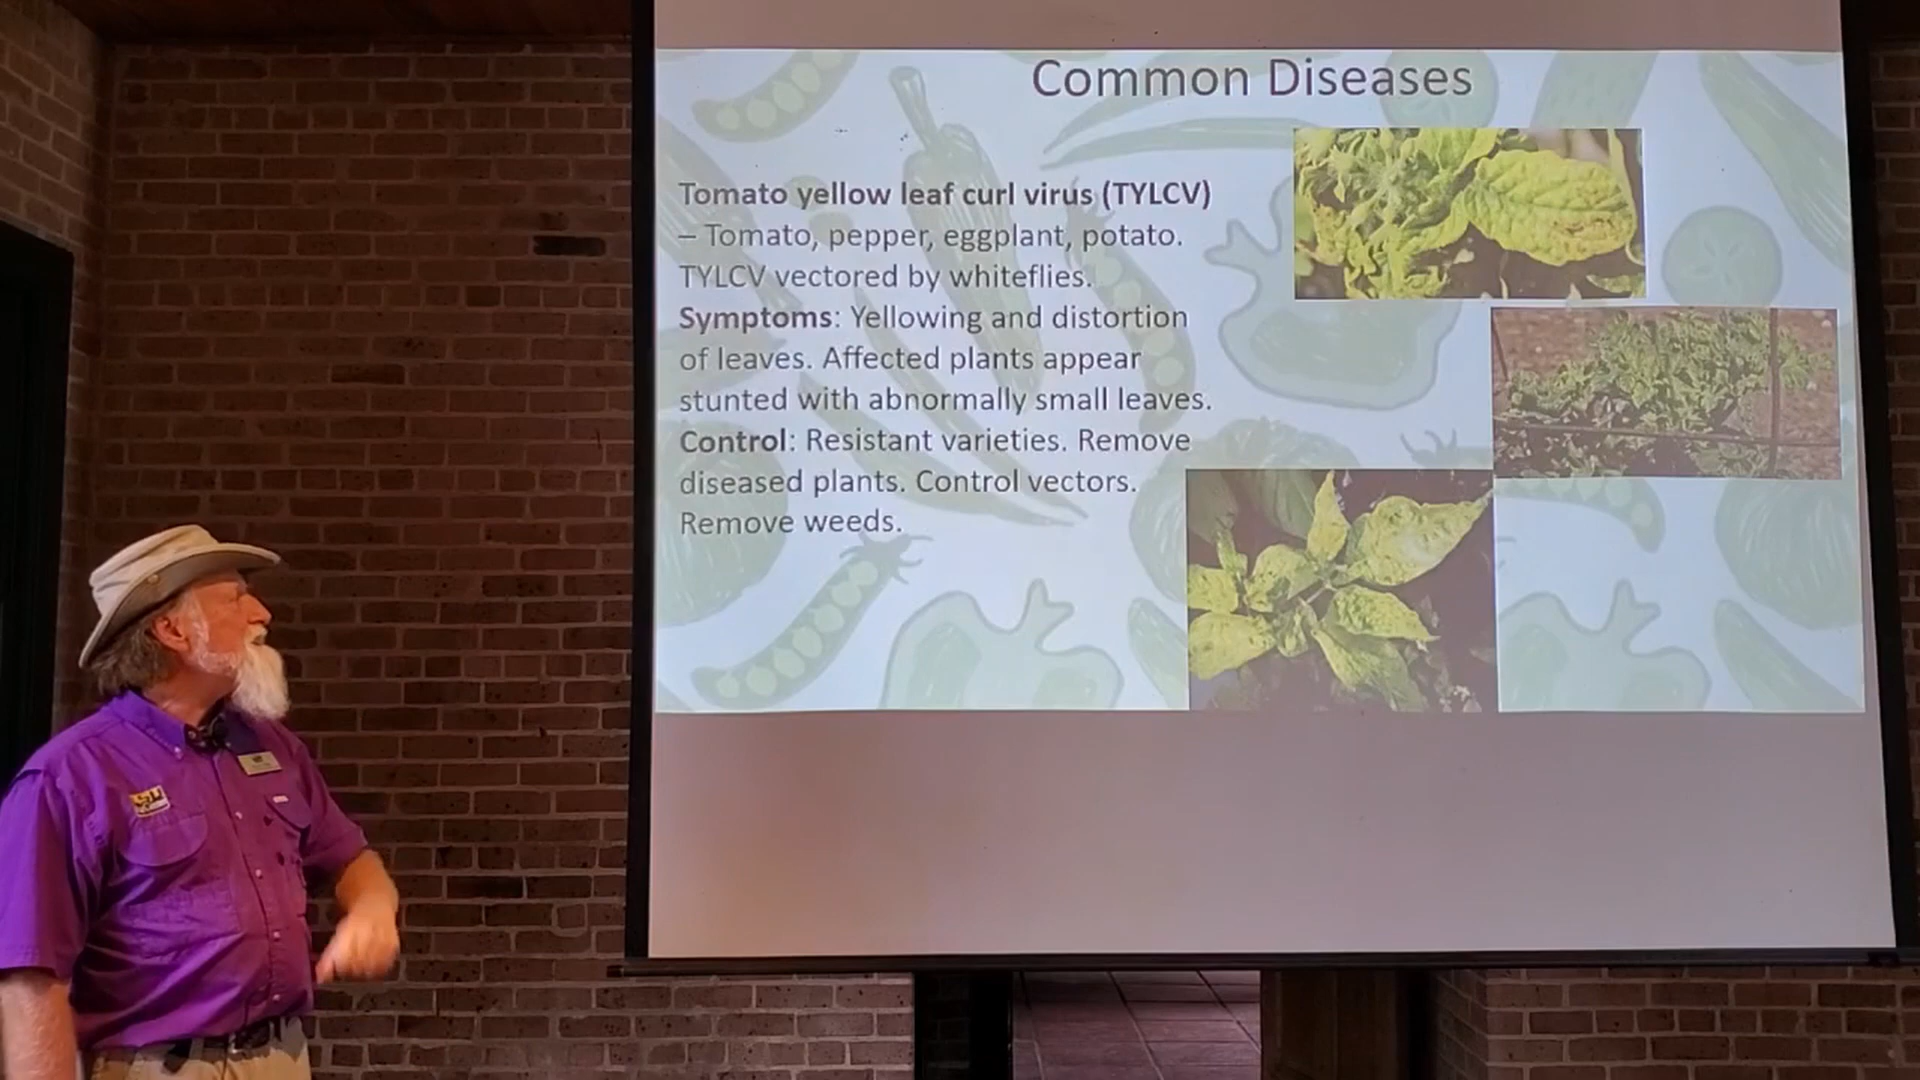 Common Diseases
Tomato yellow leaf curl virus (TYLCV)
– Tomato, pepper, eggplant, potato.
TYLCV vectored by whiteflies.
Symptoms: Yellowing and distortion
of leaves. Affected plants appear
stunted with abnormally small leaves.
Control: Resistant varieties. Remove
diseased plants. Control vectors.
Remove weeds.